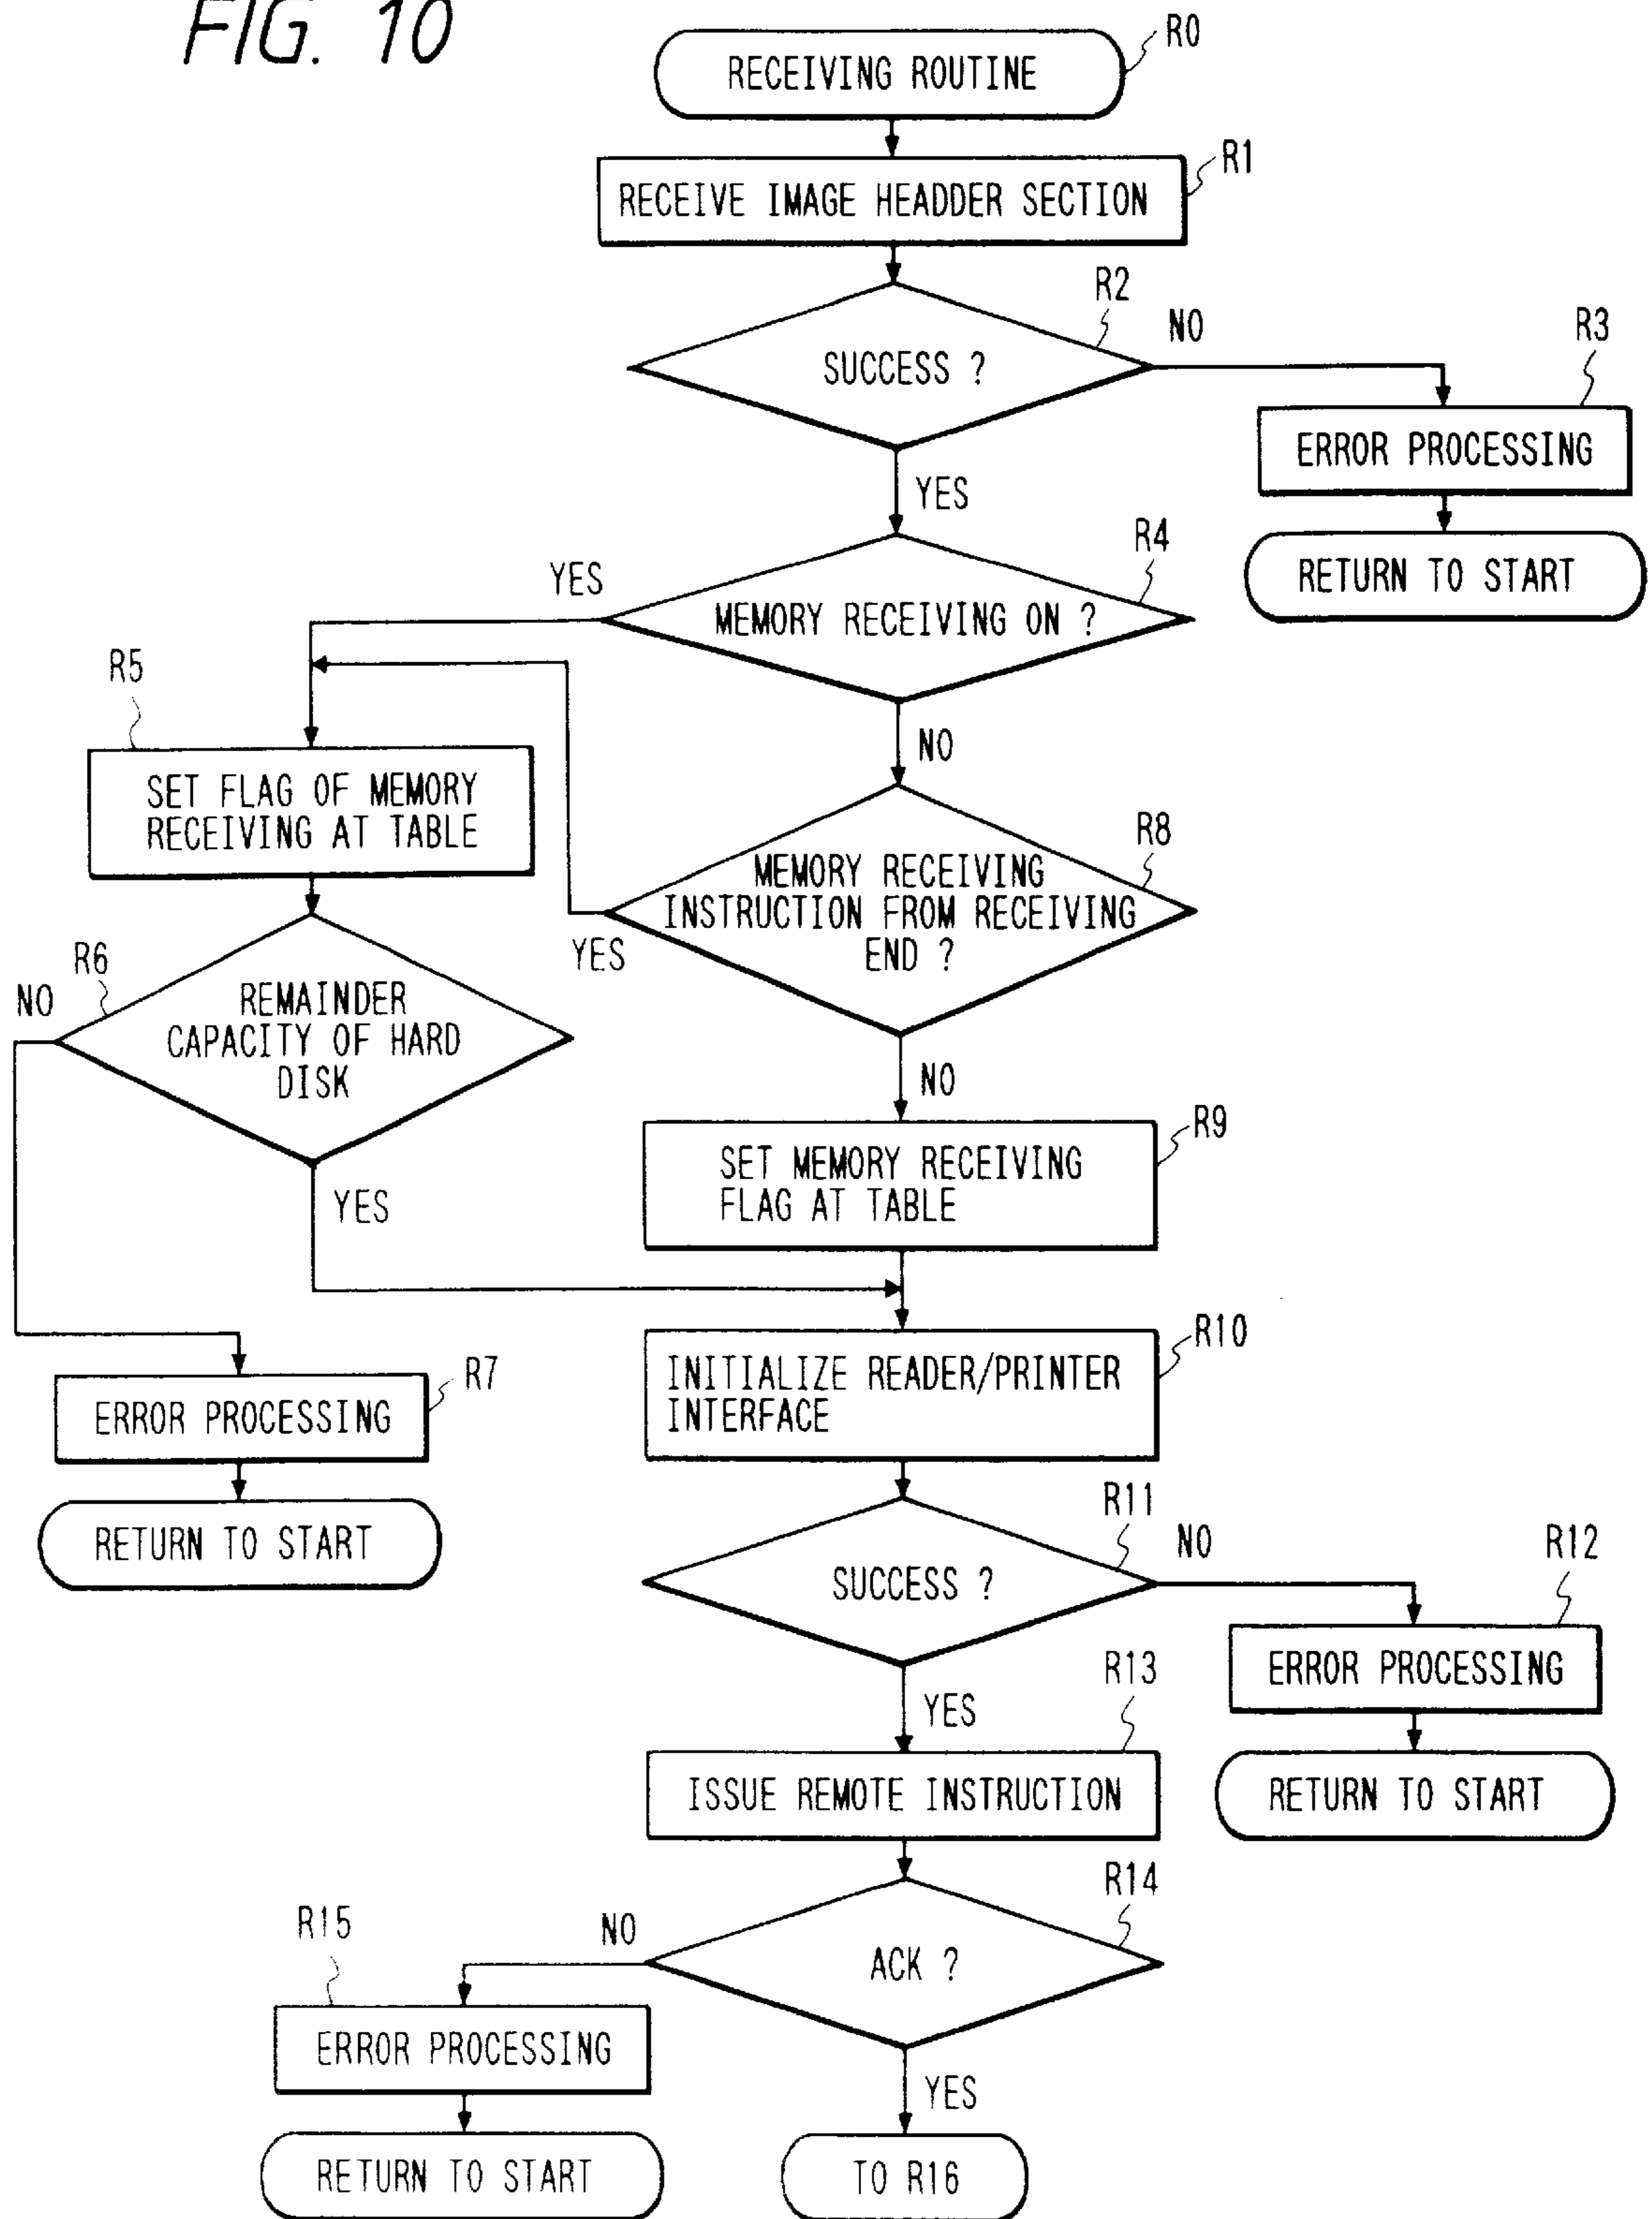 FIG. 10
R0
RECEIVING ROUTINE
R1
RECEIVE IMAGE HEADDER SECTION
R2
SUCCESS ?
NO
R3
ERROR PROCESSING
RETURN TO START
YES
R4
YES
MEMORY RECEIVING ON ?
R5
SET FLAG OF MEMORY
RECEIVING AT TABLE
NO
R8
MEMORY RECEIVING
INSTRUCTION FROM RECEIVING
END ?
YES
R6
NO
REMAINDER
CAPACITY OF HARD
DISK
YES
NO
R9
SET MEMORY RECEIVING
FLAG AT TABLE
R7
ERROR PROCESSING
RETURN TO START
R10
INITIALIZE READER/PRINTER
INTERFACE
R11
SUCCESS ?
NO
R12
ERROR PROCESSING
RETURN TO START
YES
R13
ISSUE REMOTE INSTRUCTION
R14
ACK ?
NO
R15
ERROR PROCESSING
RETURN TO START
YES
TO R16